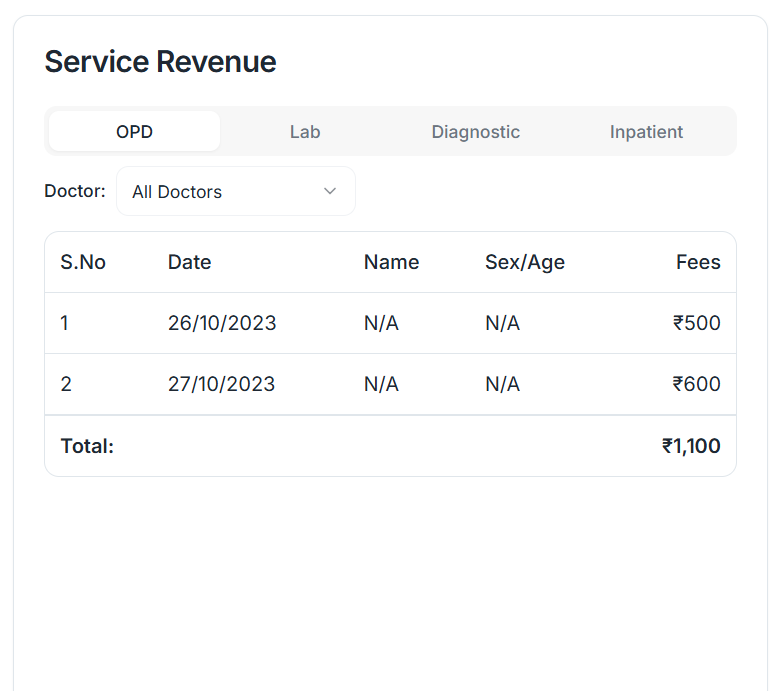 Service Revenue
OPD Lab Diagnostic Inpatient
Doctor: All Doctors
S.No Date Name Sex/Age Fees
1 26/10/2023 N/A N/A ₹500
2 27/10/2023 N/A N/A ₹600
Total: ₹1,100